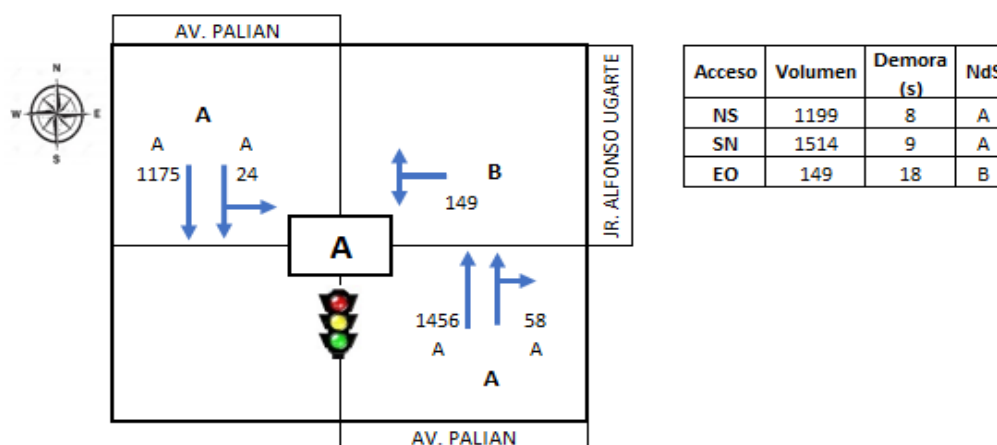 AV. PALIAN
N
W E
S
A
A A
1175 24
B
149
JR. ALFONSO UGARTE
A
1456 58
A A
A
AV. PALIAN
Acceso Volumen Demora (s) NdS
NS 1199 8 A
SN 1514 9 A
EO 149 18 B